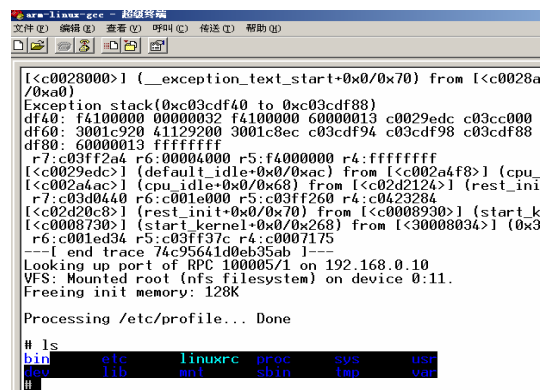 arm-linux-gcc - 超级终端
文件(F) 编辑(E) 查看(V) 呼叫(C) 传送(T) 帮助(H)
[<c0028000>] (__exception_text_start+0x0/0x70) from [<c0028a
/0xa0)
Exception stack(0xc03cdf40 to 0xc03cdf88)
df40: f4100000 00000032 f4100000 60000013 c0029edc c03cc000
df60: 3001c920 41129200 3001c8ec c03cdf94 c03cdf98 c03cdf88
df80: 60000013 ffffffff
r7:c03ff2a4 r6:00004000 r5:f4000000 r4:ffffffff
[<c0029edc>] (default_idle+0x0/0xac) from [<c002a4f8>] (cpu_
[<c002a4ac>] (cpu_idle+0x0/0x68) from [<c02d2124>] (rest_ini
r7:c03d0440 r6:c001e000 r5:c03ff260 r4:c0423284
[<c02d20c8>] (rest_init+0x0/0x70) from [<c0008930>] (start_k
[<c0008730>] (start_kernel+0x0/0x268) from [<30008034>] (0x3
r6:c001ed34 r5:c03ff37c r4:c0007175
---[ end trace 74c95641d0eb35ab ]---
Looking up port of RPC 100005/1 on 192.168.0.10
VFS: Mounted root (nfs filesystem) on device 0:11.
Freeing init memory: 128K
Processing /etc/profile... Done
# ls
bin etc linuxrc proc sys usr
dev lib mnt sbin tmp var
#